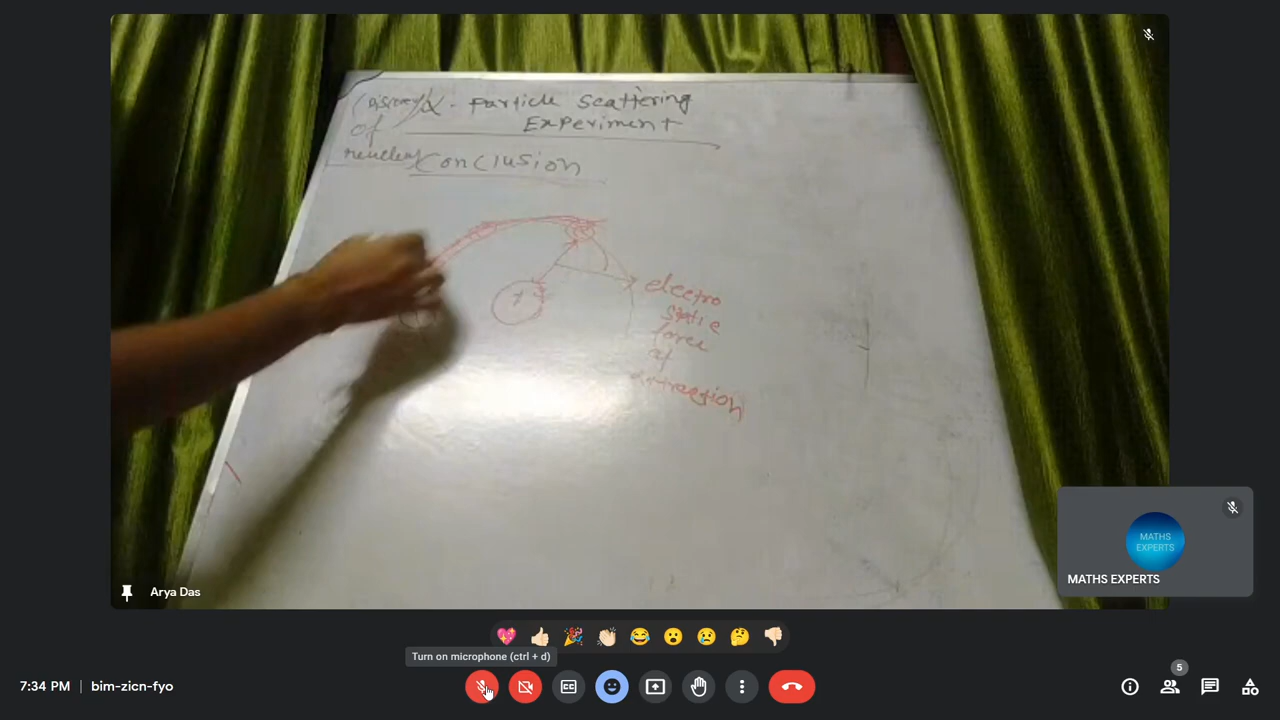 α - Particle Scattering
Experiment
of
Conclusion
electro
static
force
of
attraction
MATHS
EXPERTS
MATHS EXPERTS
Arya Das
Turn on microphone (ctrl + d)
5
7:34 PM | bim-zicn-fyo